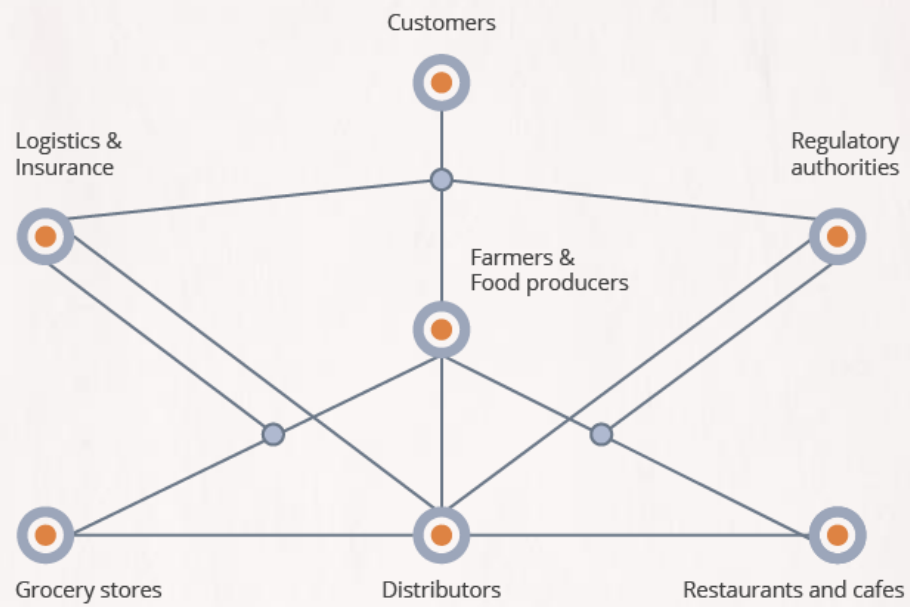 Customers
Logistics &
Insurance
Regulatory
authorities
Farmers &
Food producers
Grocery stores
Distributors
Restaurants and cafes